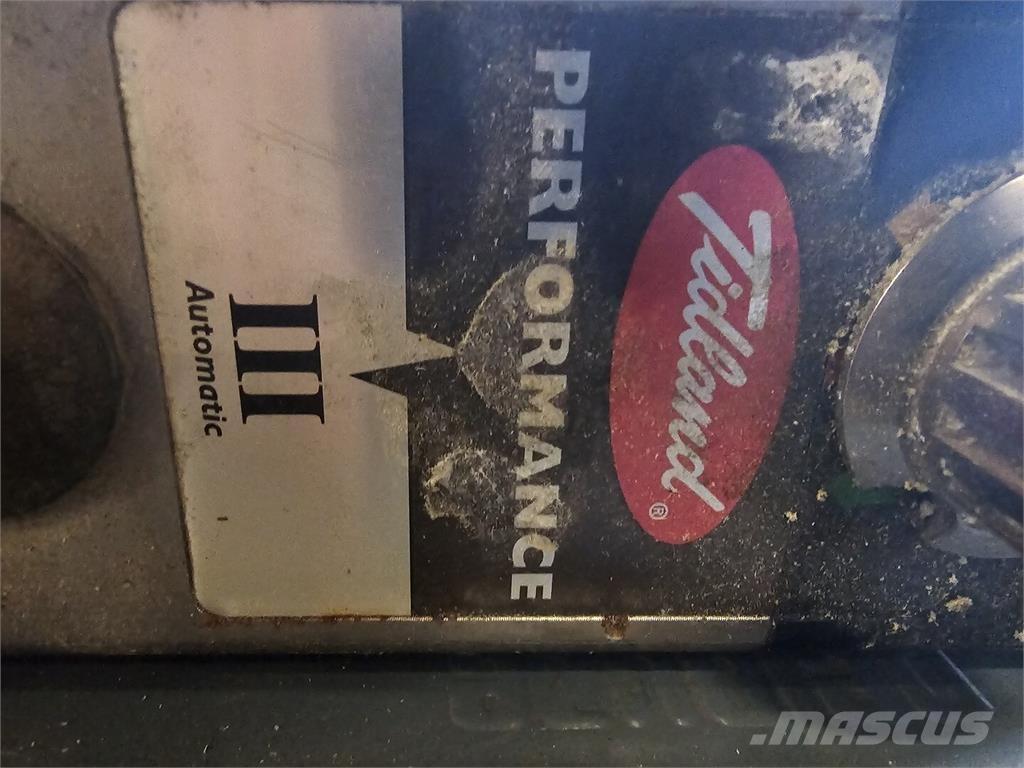 Tidland®
PERFORMANCE
III
Automatic
MASCUS